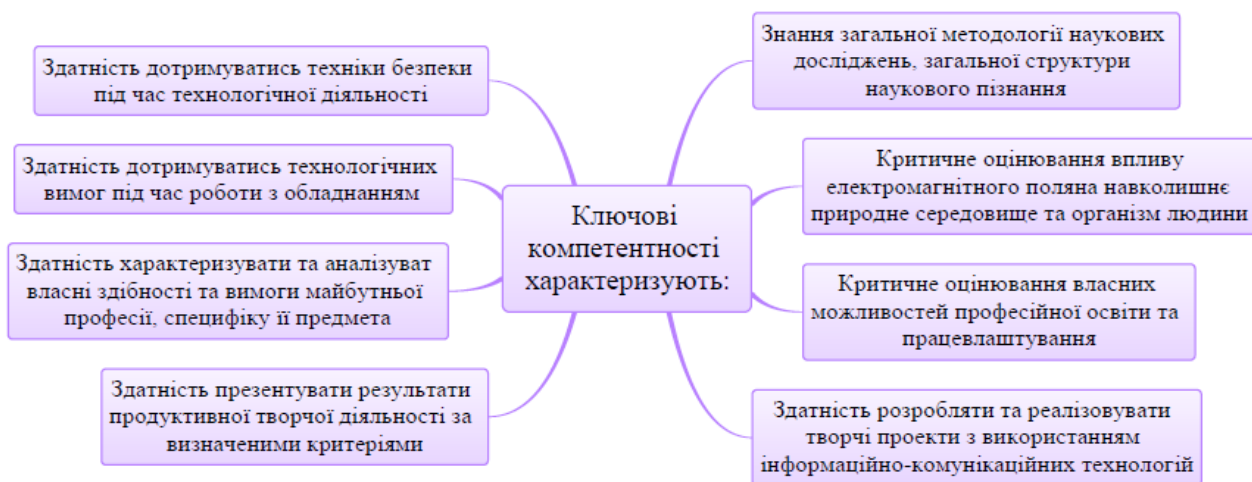 Здатність дотримуватись техніки безпеки
під час технологічної діяльності
Здатність дотримуватись технологічних
вимог під час роботи з обладнанням
Здатність характеризувати та аналізуват
власні здібності та вимоги майбутньої
професії, специфіку її предмета
Здатність презентувати результати
продуктивної творчої діяльності за
визначеними критеріями
Ключові
компетентності
характеризують:
Знання загальної методології наукових
досліджень, загальної структури
наукового пізнання
Критичне оцінювання впливу
електромагнітного поляна навколишнє
природне середовище та організм людини
Критичне оцінювання власних
можливостей професійної освіти та
працевлаштування
Здатність розробляти та реалізовувати
творчі проекти з використанням
інформаційно-комунікаційних технологій